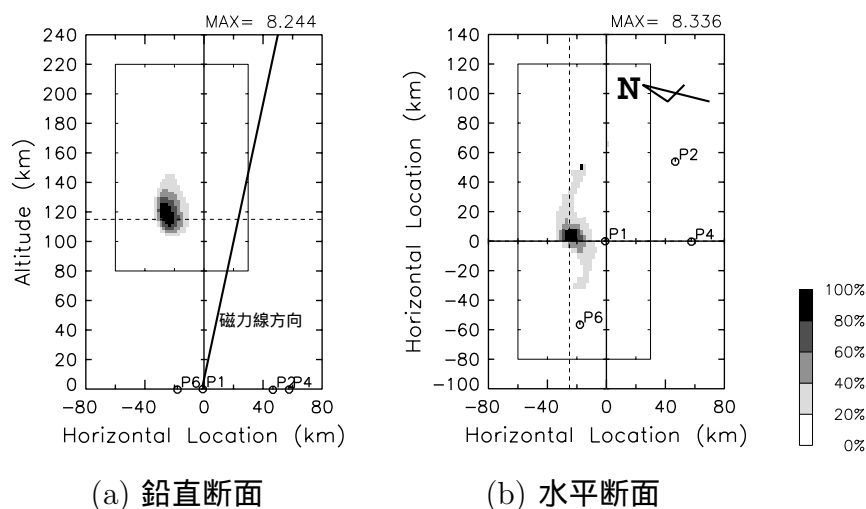 MAX= 8.244
240
220
200
180
160
140
120
100
80
60
40
20
0
Altitude (km)
磁力線方向
P6 P1 P2 P4
−80 −40 0 40 80
Horizontal Location (km)
(a) 鉛直断面
MAX= 8.336
140
120
100
80
60
40
20
0
−20
−40
−60
−80
−100
Horizontal Location (km)
N
P2
P1
P4
P6
−80 −40 0 40 80
Horizontal Location (km)
(b) 水平断面
100%
80%
60%
40%
20%
0%